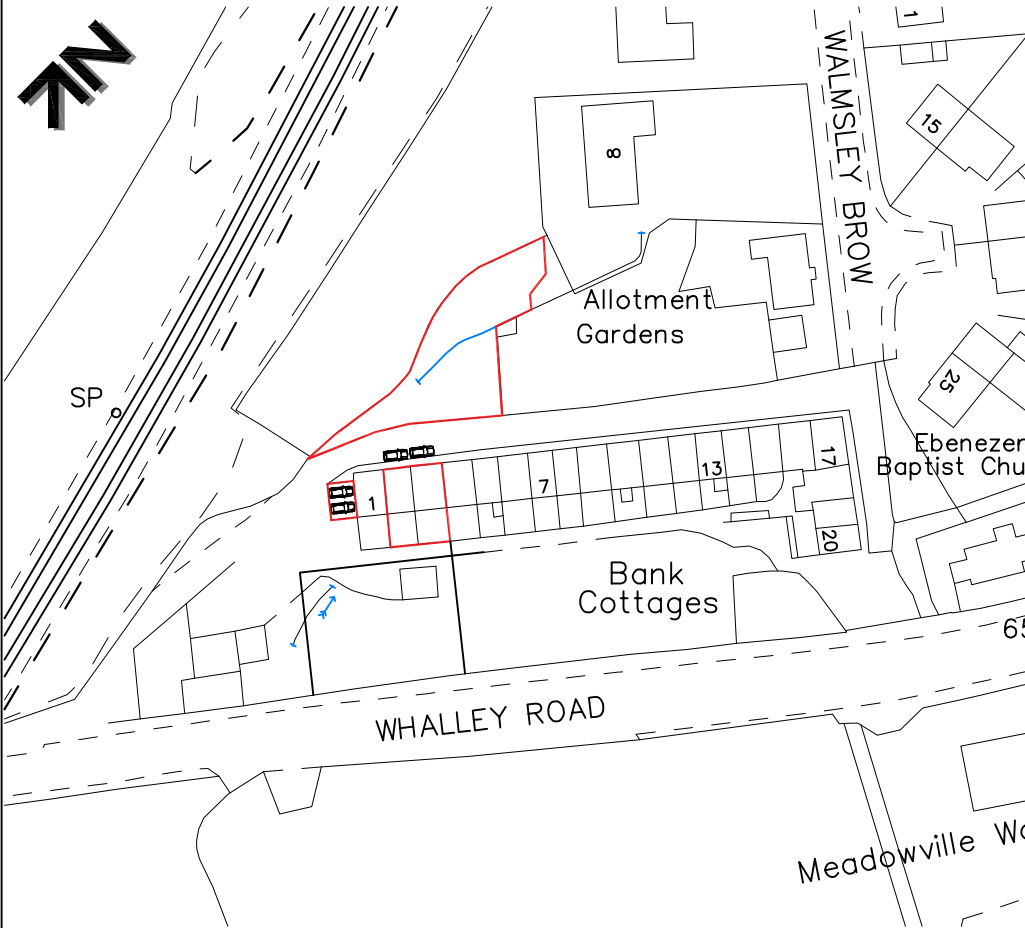 N
1
WALMSLEY BROW
15
8
Allotment
Gardens
SP
25
Ebenezer
Baptist Chu
17
13
7
1
20
Bank
Cottages
65
WHALLEY ROAD
Meadowville